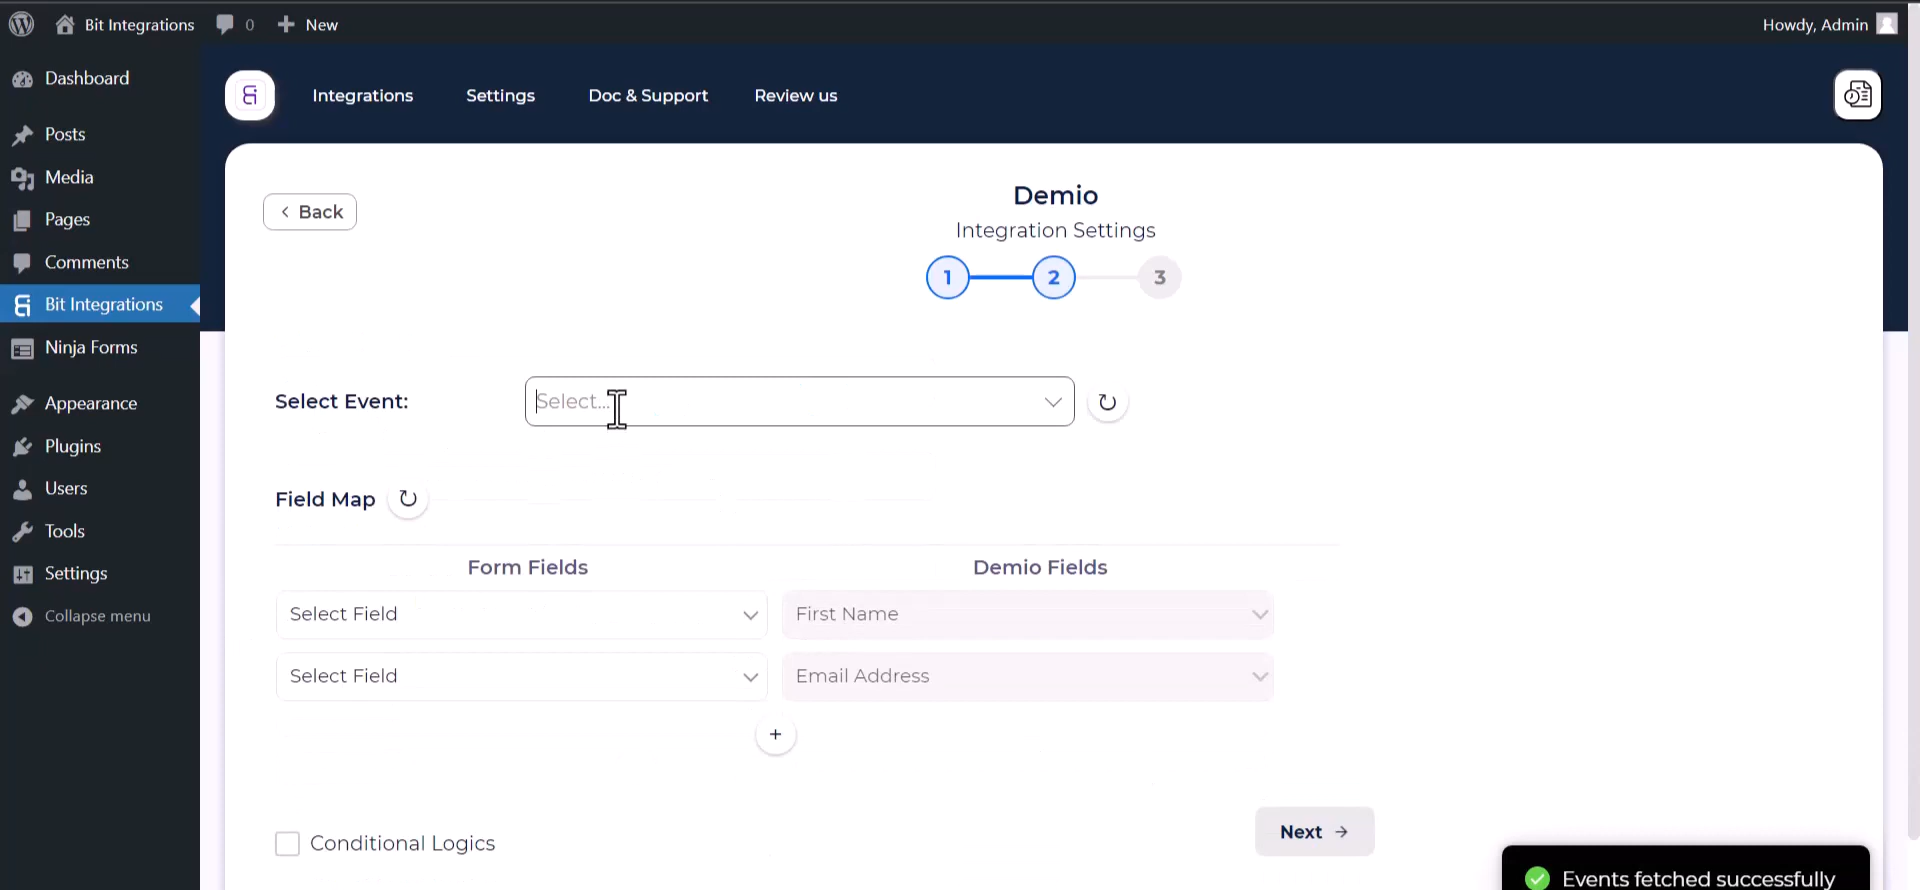 Bit Integrations
0
New
Howdy, Admin
Dashboard
Posts
Media
Pages
Comments
Bit Integrations
Ninja Forms
Appearance
Plugins
Users
Tools
Settings
Collapse menu
Integrations
Settings
Doc & Support
Review us
Back
Demio
Integration Settings
1
2
3
Select Event:
Select...
Field Map
Form Fields
Demio Fields
Select Field
First Name
Select Field
Email Address
+
Conditional Logics
Next
Events fetched successfully